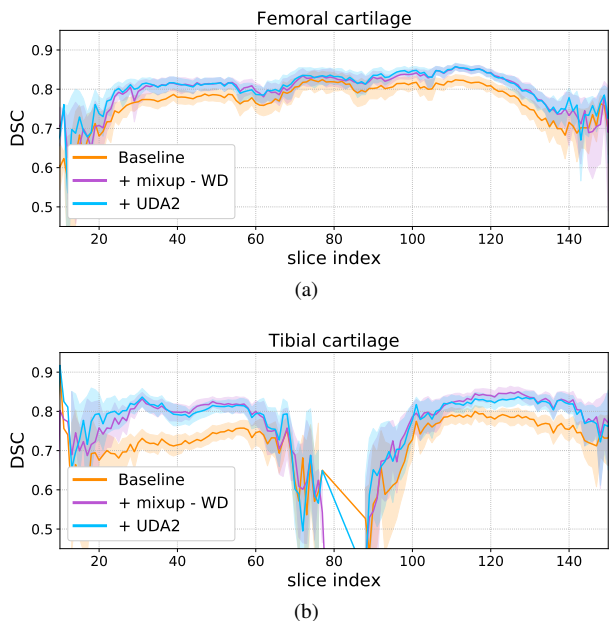 Femoral cartilage
0.9
0.8
0.7
0.6
0.5
DSC
Baseline
+ mixup - WD
+ UDA2
20 40 60 80 100 120 140
slice index
(a)
Tibial cartilage
0.9
0.8
0.7
0.6
0.5
DSC
Baseline
+ mixup - WD
+ UDA2
20 40 60 80 100 120 140
slice index
(b)